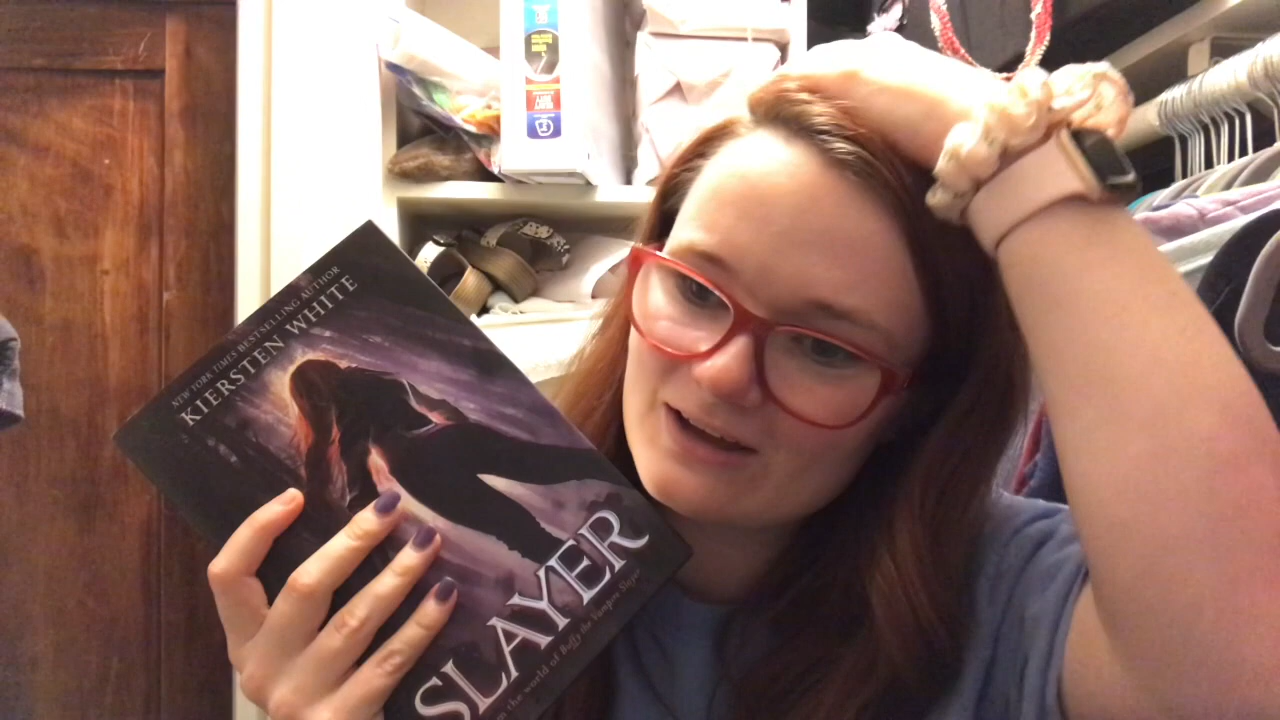 NEW YORK TIMES BESTSELLING AUTHOR
KIERSTEN WHITE
SLAYER
the world of Buffy the Vampire Slayer